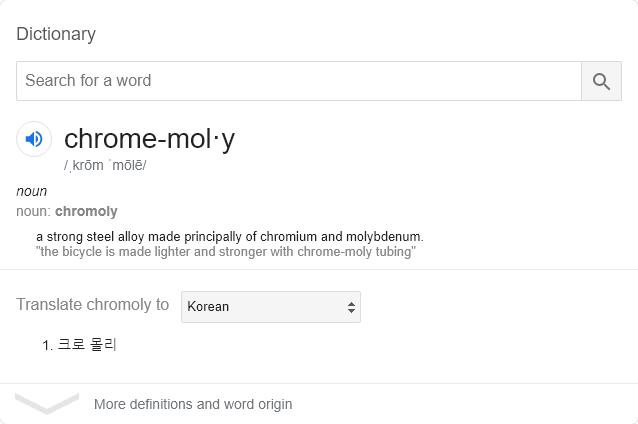 Dictionary
Search for a word
chrome-mol·y
/ˌkrōm ˈmōlē/
noun
noun: chromoly
a strong steel alloy made principally of chromium and molybdenum.
"the bicycle is made lighter and stronger with chrome-moly tubing"
Translate chromoly to Korean
1. 크로 몰리
More definitions and word origin